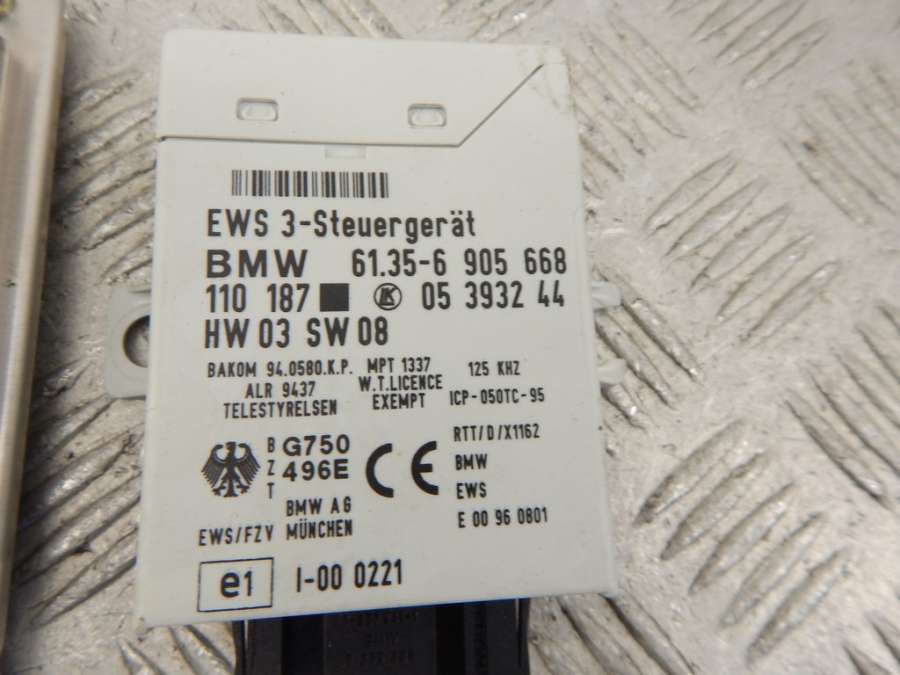 EWS 3-Steuergerät
BMW 61.35-6 905 668
110 187 LK 05 3932 44
HW 03 SW 08
BAKOM 94.0580.K.P. MPT 1337 125 KHZ
ALR 9437 W.T.LICENCE
TELESTYRELSEN EXEMPT ICP-050TC-95
RTT/D/X1162
BZT G750 496E CE BMW
EWS
BMW AG
EWS/FZV MÜNCHEN E 00 96 0801
e1 I-00 0221